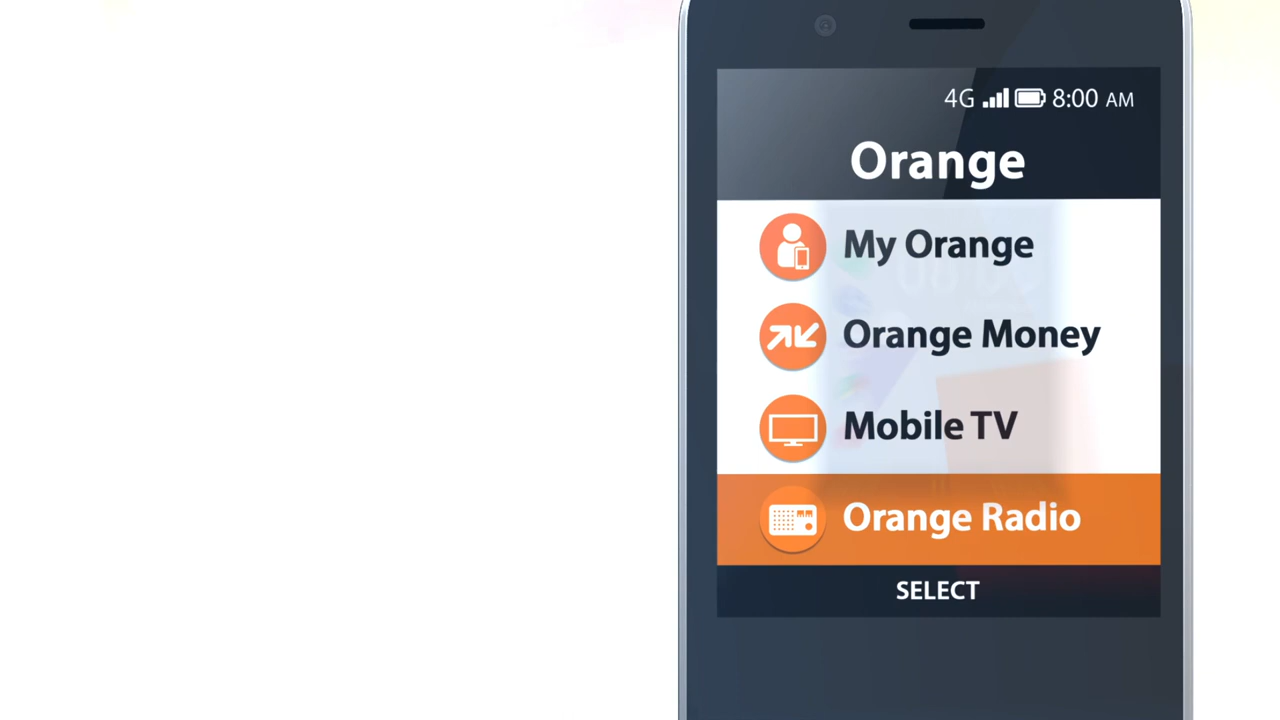 4G 8:00 AM
Orange
My Orange
Orange Money
Mobile TV
Orange Radio
SELECT